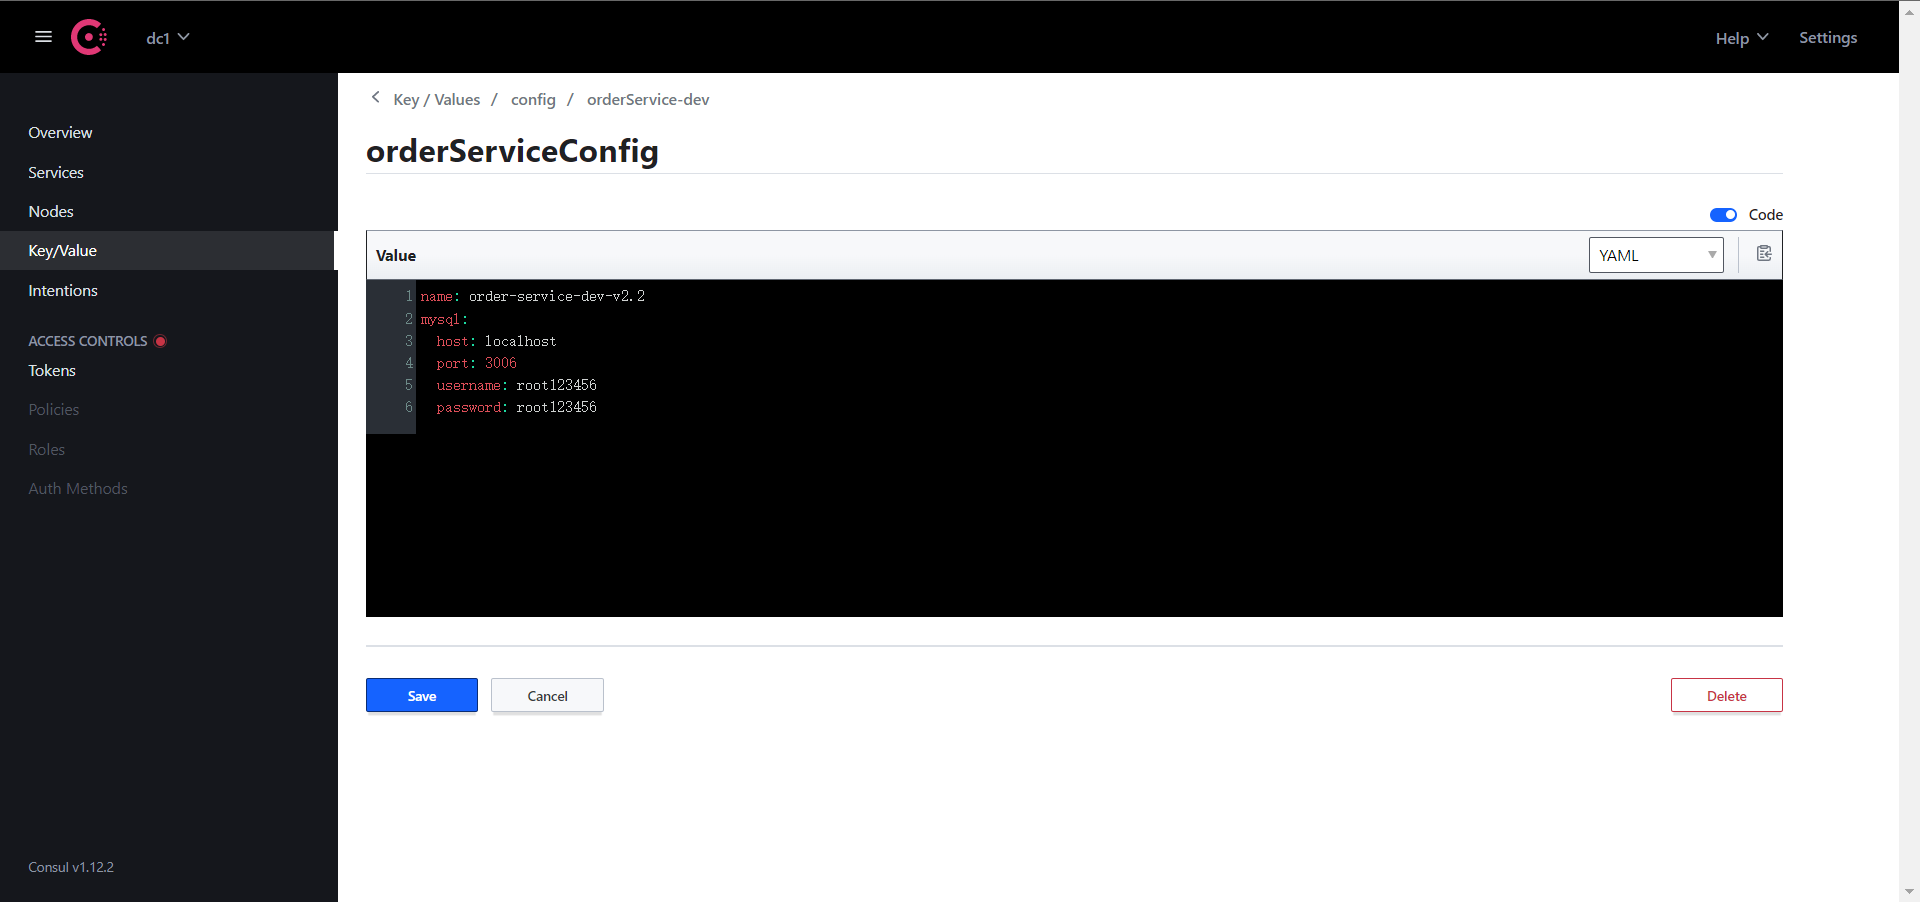 dc1
Help
Settings
Overview
Services
Nodes
Key/Value
Intentions
ACCESS CONTROLS
Tokens
Policies
Roles
Auth Methods
Consul v1.12.2
Key / Values / config / orderService-dev
orderServiceConfig
Code
Value
YAML
1 name: order-service-dev-v2.2
2 mysql:
3   host: localhost
4   port: 3006
5   username: root123456
6   password: root123456
Save
Cancel
Delete